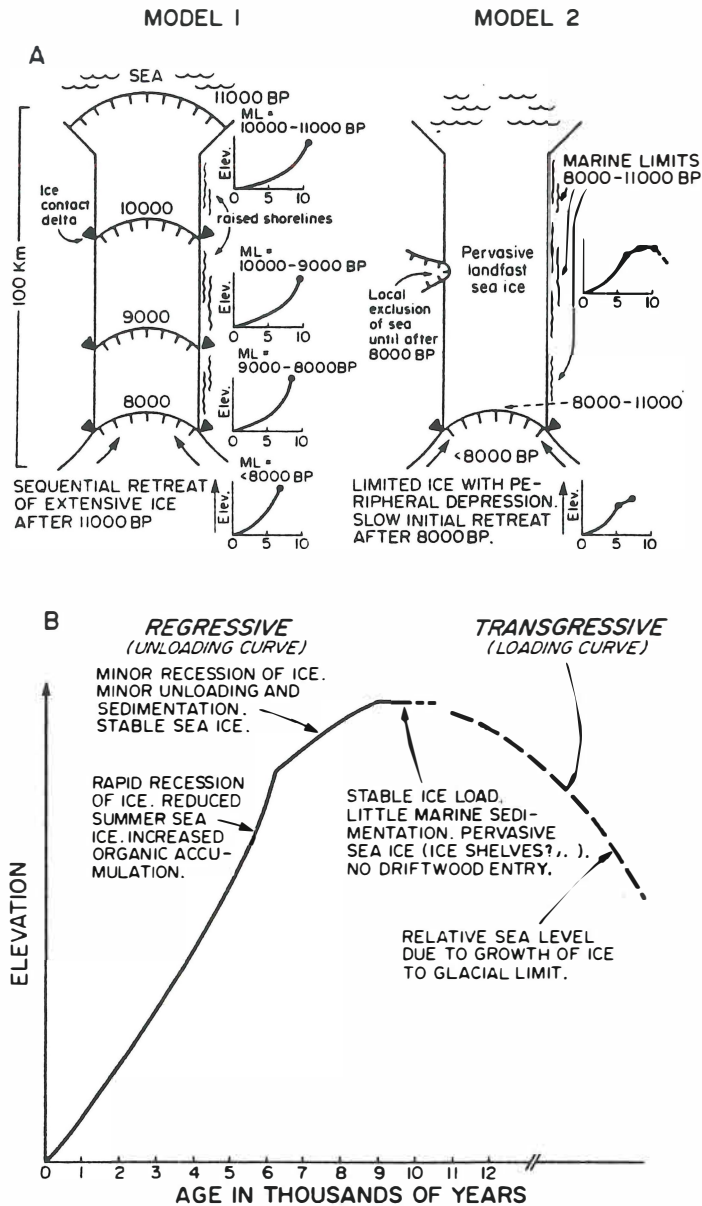 MODEL 1
MODEL 2
A
SEA
11000 BP
ML =
10000-11000 BP
Elev.
0 5 10
Ice
contact
delta
10000
raised shorelines
ML =
10000-9000 BP
Elev.
0 5 10
100 Km
9000
ML =
9000-8000BP
Elev.
0 5 10
8000
ML =
<8000 BP
Elev.
0 5 10
SEQUENTIAL RETREAT
OF EXTENSIVE ICE
AFTER 11000 BP
MARINE LIMITS
8000-11000 BP
Pervasive
landfast
sea ice
Local
exclusion
of sea
until after
8000 BP
0 5 10
8000-11000
<8000 BP
LIMITED ICE WITH PE-
RIPHERAL DEPRESSION.
SLOW INITIAL RETREAT
AFTER 8000 BP.
Elev.
0 5 10
B
REGRESSIVE
(UNLOADING CURVE)
TRANSGRESSIVE
(LOADING CURVE)
MINOR RECESSION OF ICE.
MINOR UNLOADING AND
SEDIMENTATION.
STABLE SEA ICE.
RAPID RECESSION
OF ICE. REDUCED
SUMMER SEA
ICE. INCREASED
ORGANIC ACCU-
MULATION.
STABLE ICE LOAD,
LITTLE MARINE SEDI-
MENTATION. PERVASIVE
SEA ICE (ICE SHELVES?,. ).
NO DRIFTWOOD ENTRY.
RELATIVE SEA LEVEL
DUE TO GROWTH OF ICE
TO GLACIAL LIMIT.
ELEVATION
0 1 2 3 4 5 6 7 8 9 10 11 12
AGE IN THOUSANDS OF YEARS